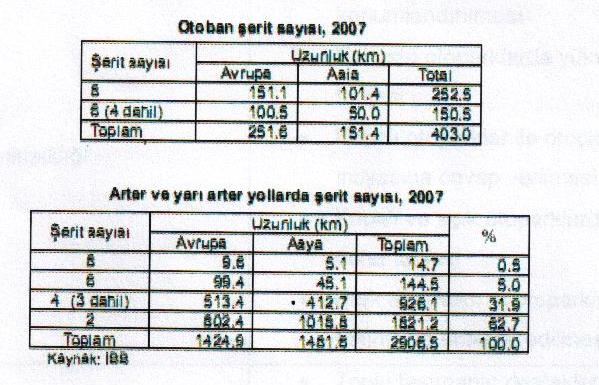 Otoban şerit sayısı, 2007
Şerit sayısı Uzunluk (km)
Avrupa Asia Total
8 151.1 101.4 252.5
6 (4 dahil) 100.5 50.0 150.5
Toplam 251.6 151.4 403.0
Arter ve yarı arter yollarda şerit sayısı, 2007
Şerit sayısı Uzunluk (km) %
Avrupa Asya Toplam
8 9.6 5.1 14.7 0.5
6 99.4 45.1 144.5 5.0
4 (3 dahil) 513.4 412.7 926.1 31.9
2 802.4 1018.8 1821.2 62.7
Toplam 1424.9 1481.6 2906.5 100.0
Kaynak: İBB